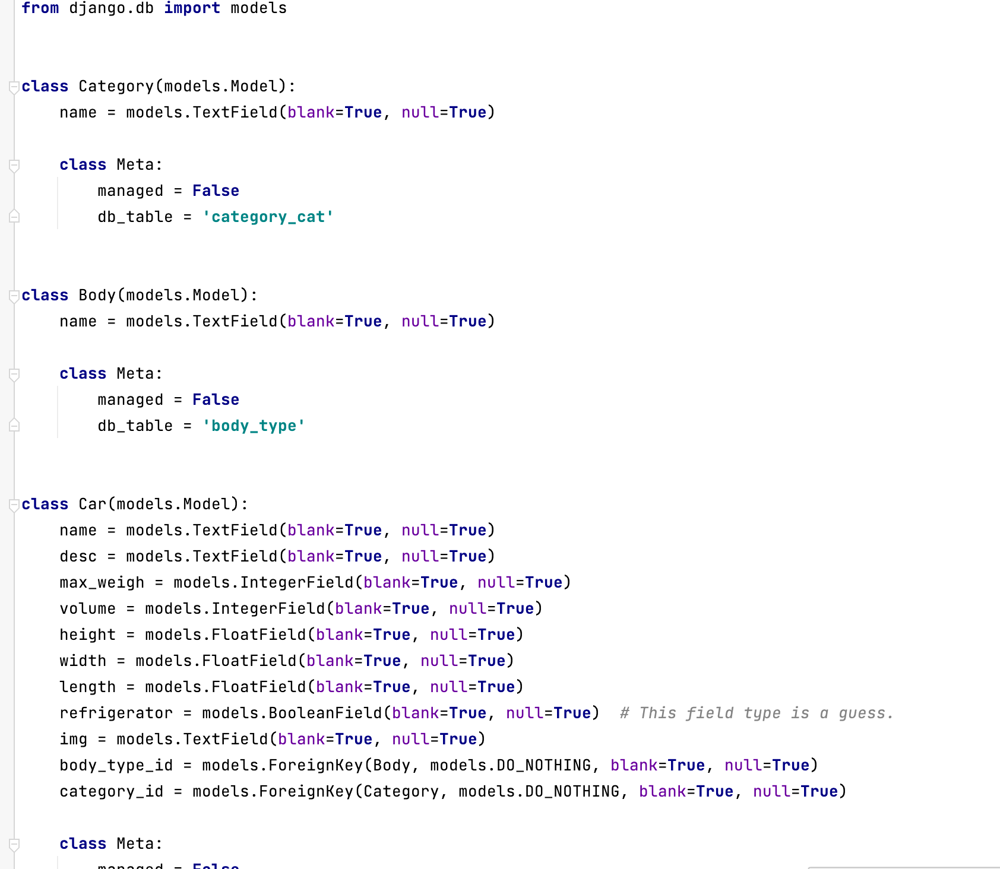 from django.db import models
class Category(models.Model):
    name = models.TextField(blank=True, null=True)
    class Meta:
        managed = False
        db_table = 'category_cat'
class Body(models.Model):
    name = models.TextField(blank=True, null=True)
    class Meta:
        managed = False
        db_table = 'body_type'
class Car(models.Model):
    name = models.TextField(blank=True, null=True)
    desc = models.TextField(blank=True, null=True)
    max_weigh = models.IntegerField(blank=True, null=True)
    volume = models.IntegerField(blank=True, null=True)
    height = models.FloatField(blank=True, null=True)
    width = models.FloatField(blank=True, null=True)
    length = models.FloatField(blank=True, null=True)
    refrigerator = models.BooleanField(blank=True, null=True)  # This field type is a guess.
    img = models.TextField(blank=True, null=True)
    body_type_id = models.ForeignKey(Body, models.DO_NOTHING, blank=True, null=True)
    category_id = models.ForeignKey(Category, models.DO_NOTHING, blank=True, null=True)
    class Meta:
        managed = False